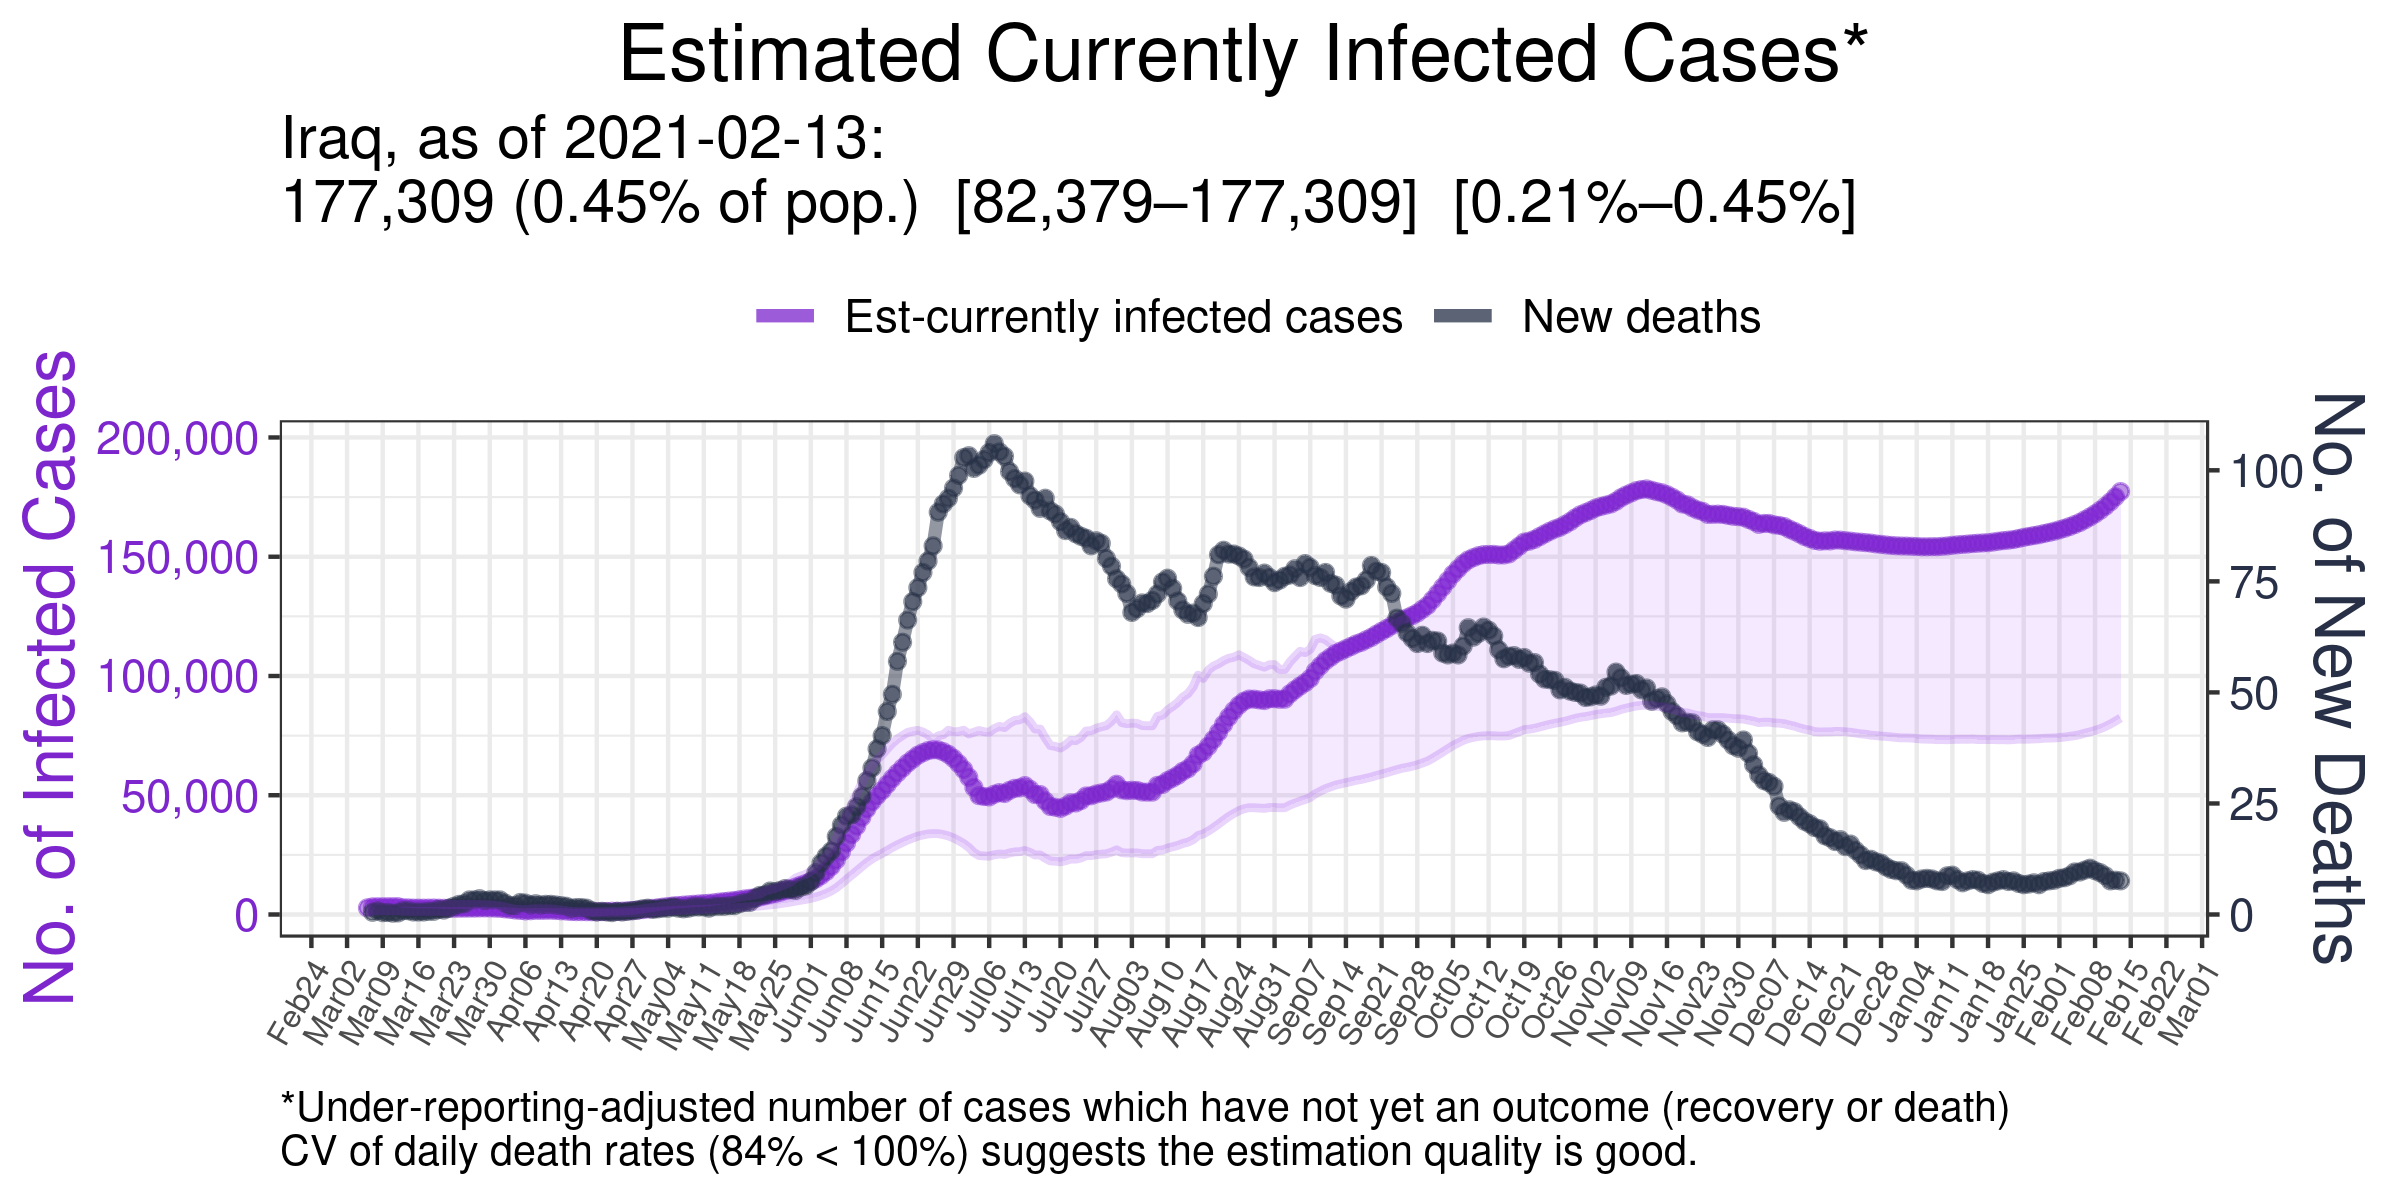 Estimated Currently Infected Cases*
Iraq, as of 2021-02-13:
177,309 (0.45% of pop.) [82,379–177,309] [0.21%–0.45%]
Est-currently infected cases
New deaths
No. of Infected Cases
200,000
150,000
100,000
50,000
0
100
75
50
25
0
No. of New Deaths
Feb24
Mar02
Mar09
Mar16
Mar23
Mar30
Apr06
Apr13
Apr20
Apr27
May04
May11
May18
May25
Jun01
Jun08
Jun15
Jun22
Jun29
Jul06
Jul13
Jul20
Jul27
Aug03
Aug10
Aug17
Aug24
Aug31
Sep07
Sep14
Sep21
Sep28
Oct05
Oct12
Oct19
Oct26
Nov02
Nov09
Nov16
Nov23
Nov30
Dec07
Dec14
Dec21
Dec28
Jan04
Jan11
Jan18
Jan25
Feb01
Feb08
Feb15
Feb22
Mar01
*Under-reporting-adjusted number of cases which have not yet an outcome (recovery or death)
CV of daily death rates (84% < 100%) suggests the estimation quality is good.